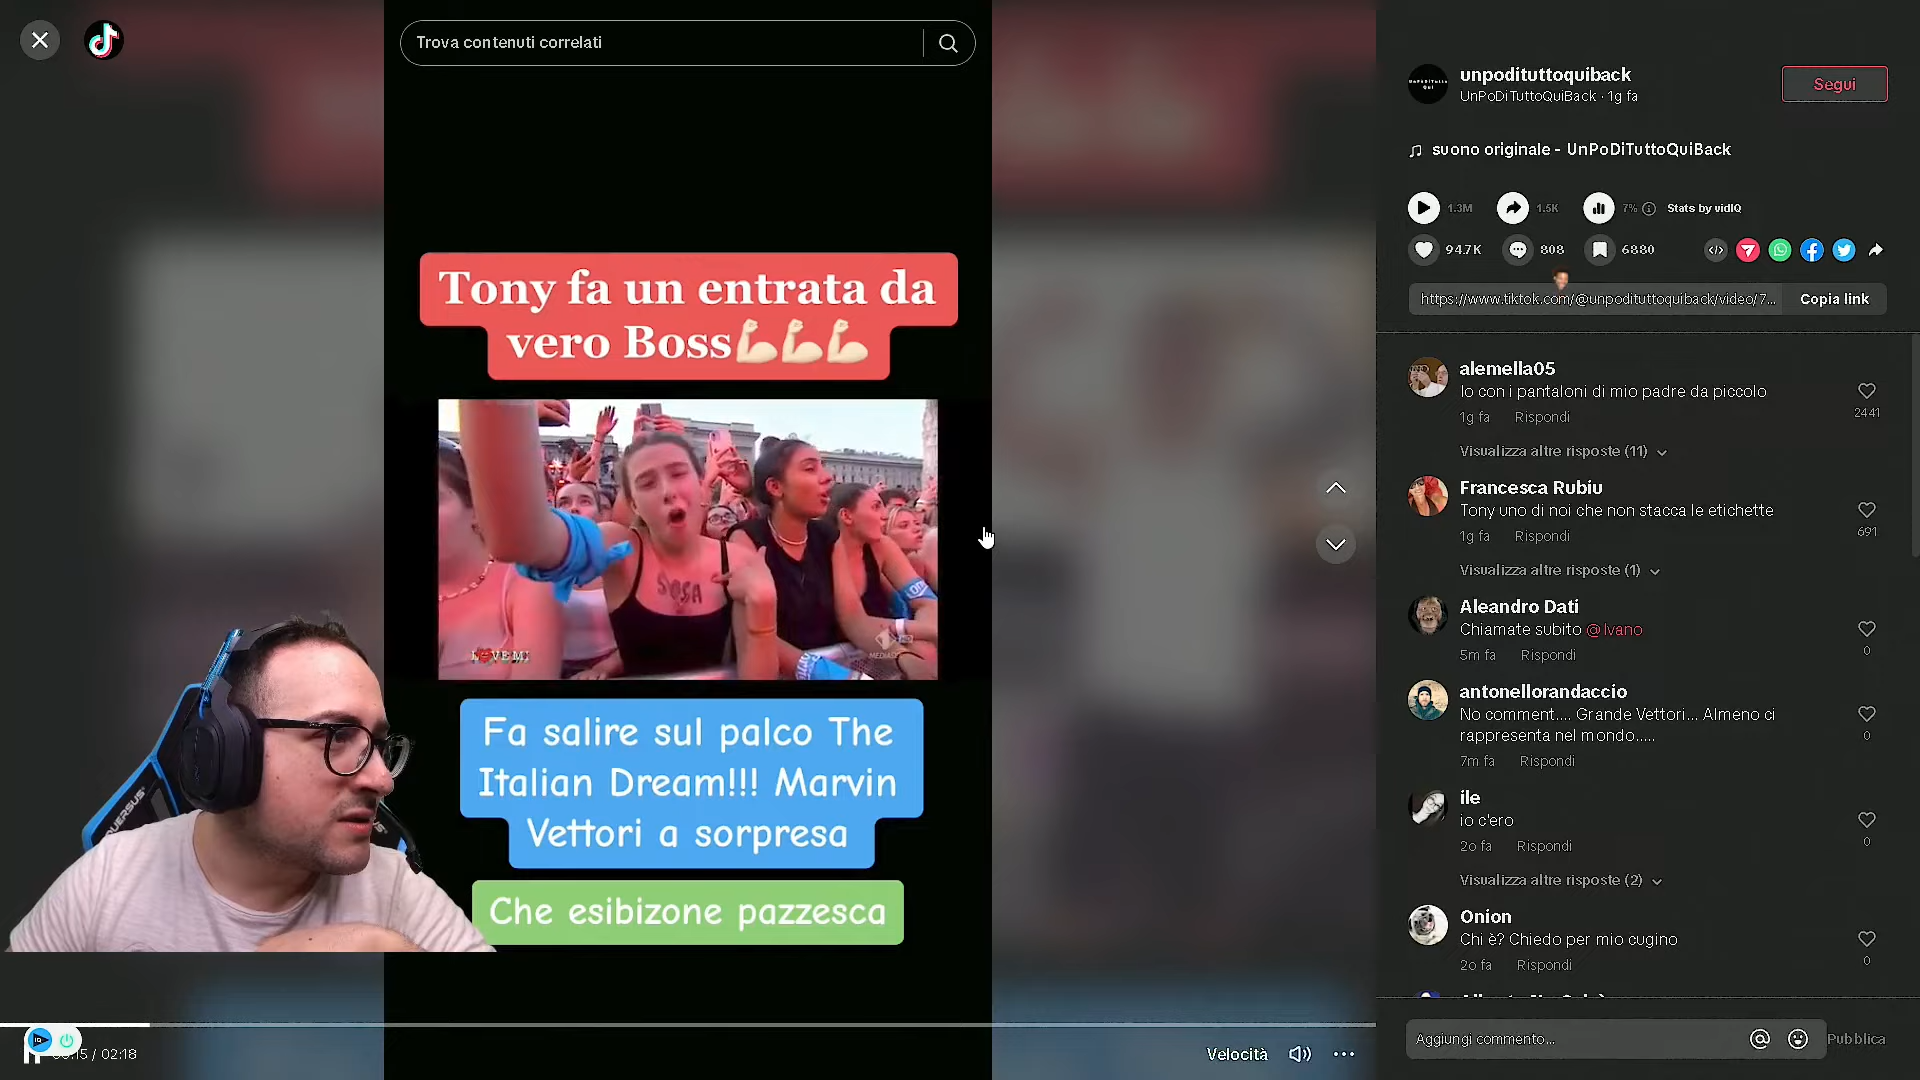 Trova contenuti correlati
Tony fa un entrata da
vero Boss💪🏻💪🏻💪🏻
SOSA
MEDIASET
Fa salire sul palco The
Italian Dream!!! Marvin
Vettori a sorpresa
Che esibizone pazzesca
/ 02:18
Velocità
unpodituttoquiback
UnPoDiTuttoQuiBack · 1g fa
Segui
suono originale - UnPoDiTuttoQuiBack
1.3M
1.5K
7%
Stats by vidIQ
94.7K
808
6880
https://www.tiktok.com/@unpodituttoquiback/video/7...
Copia link
alemella05
Io con i pantaloni di mio padre da piccolo
2441
1g fa Rispondi
Visualizza altre risposte (11)
Francesca Rubiu
Tony uno di noi che non stacca le etichette
691
1g fa Rispondi
Visualizza altre risposte (1)
Aleandro Dati
Chiamate subito @Ivano
0
5m fa Rispondi
antonellorandaccio
No comment.... Grande Vettori... Almeno ci
rappresenta nel mondo.....
0
7m fa Rispondi
ile
io c'ero
0
2o fa Rispondi
Visualizza altre risposte (2)
Onion
Chi è? Chiedo per mio cugino
0
2o fa Rispondi
Aggiungi commento...
Pubblica